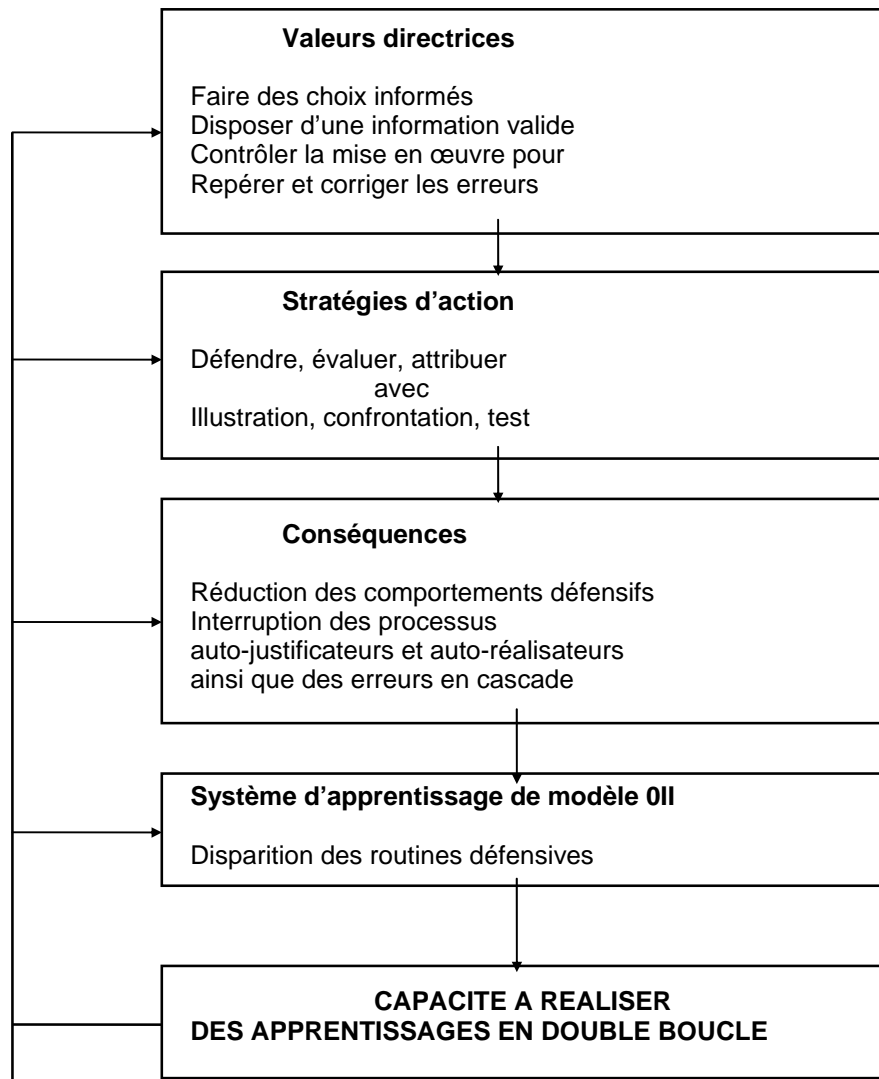 Valeurs directrices
Faire des choix informés
Disposer d’une information valide
Contrôler la mise en œuvre pour
Repérer et corriger les erreurs
Stratégies d’action
Défendre, évaluer, attribuer
avec
Illustration, confrontation, test
Conséquences
Réduction des comportements défensifs
Interruption des processus
auto-justificateurs et auto-réalisateurs
ainsi que des erreurs en cascade
Système d’apprentissage de modèle 0II
Disparition des routines défensives
CAPACITE A REALISER
DES APPRENTISSAGES EN DOUBLE BOUCLE